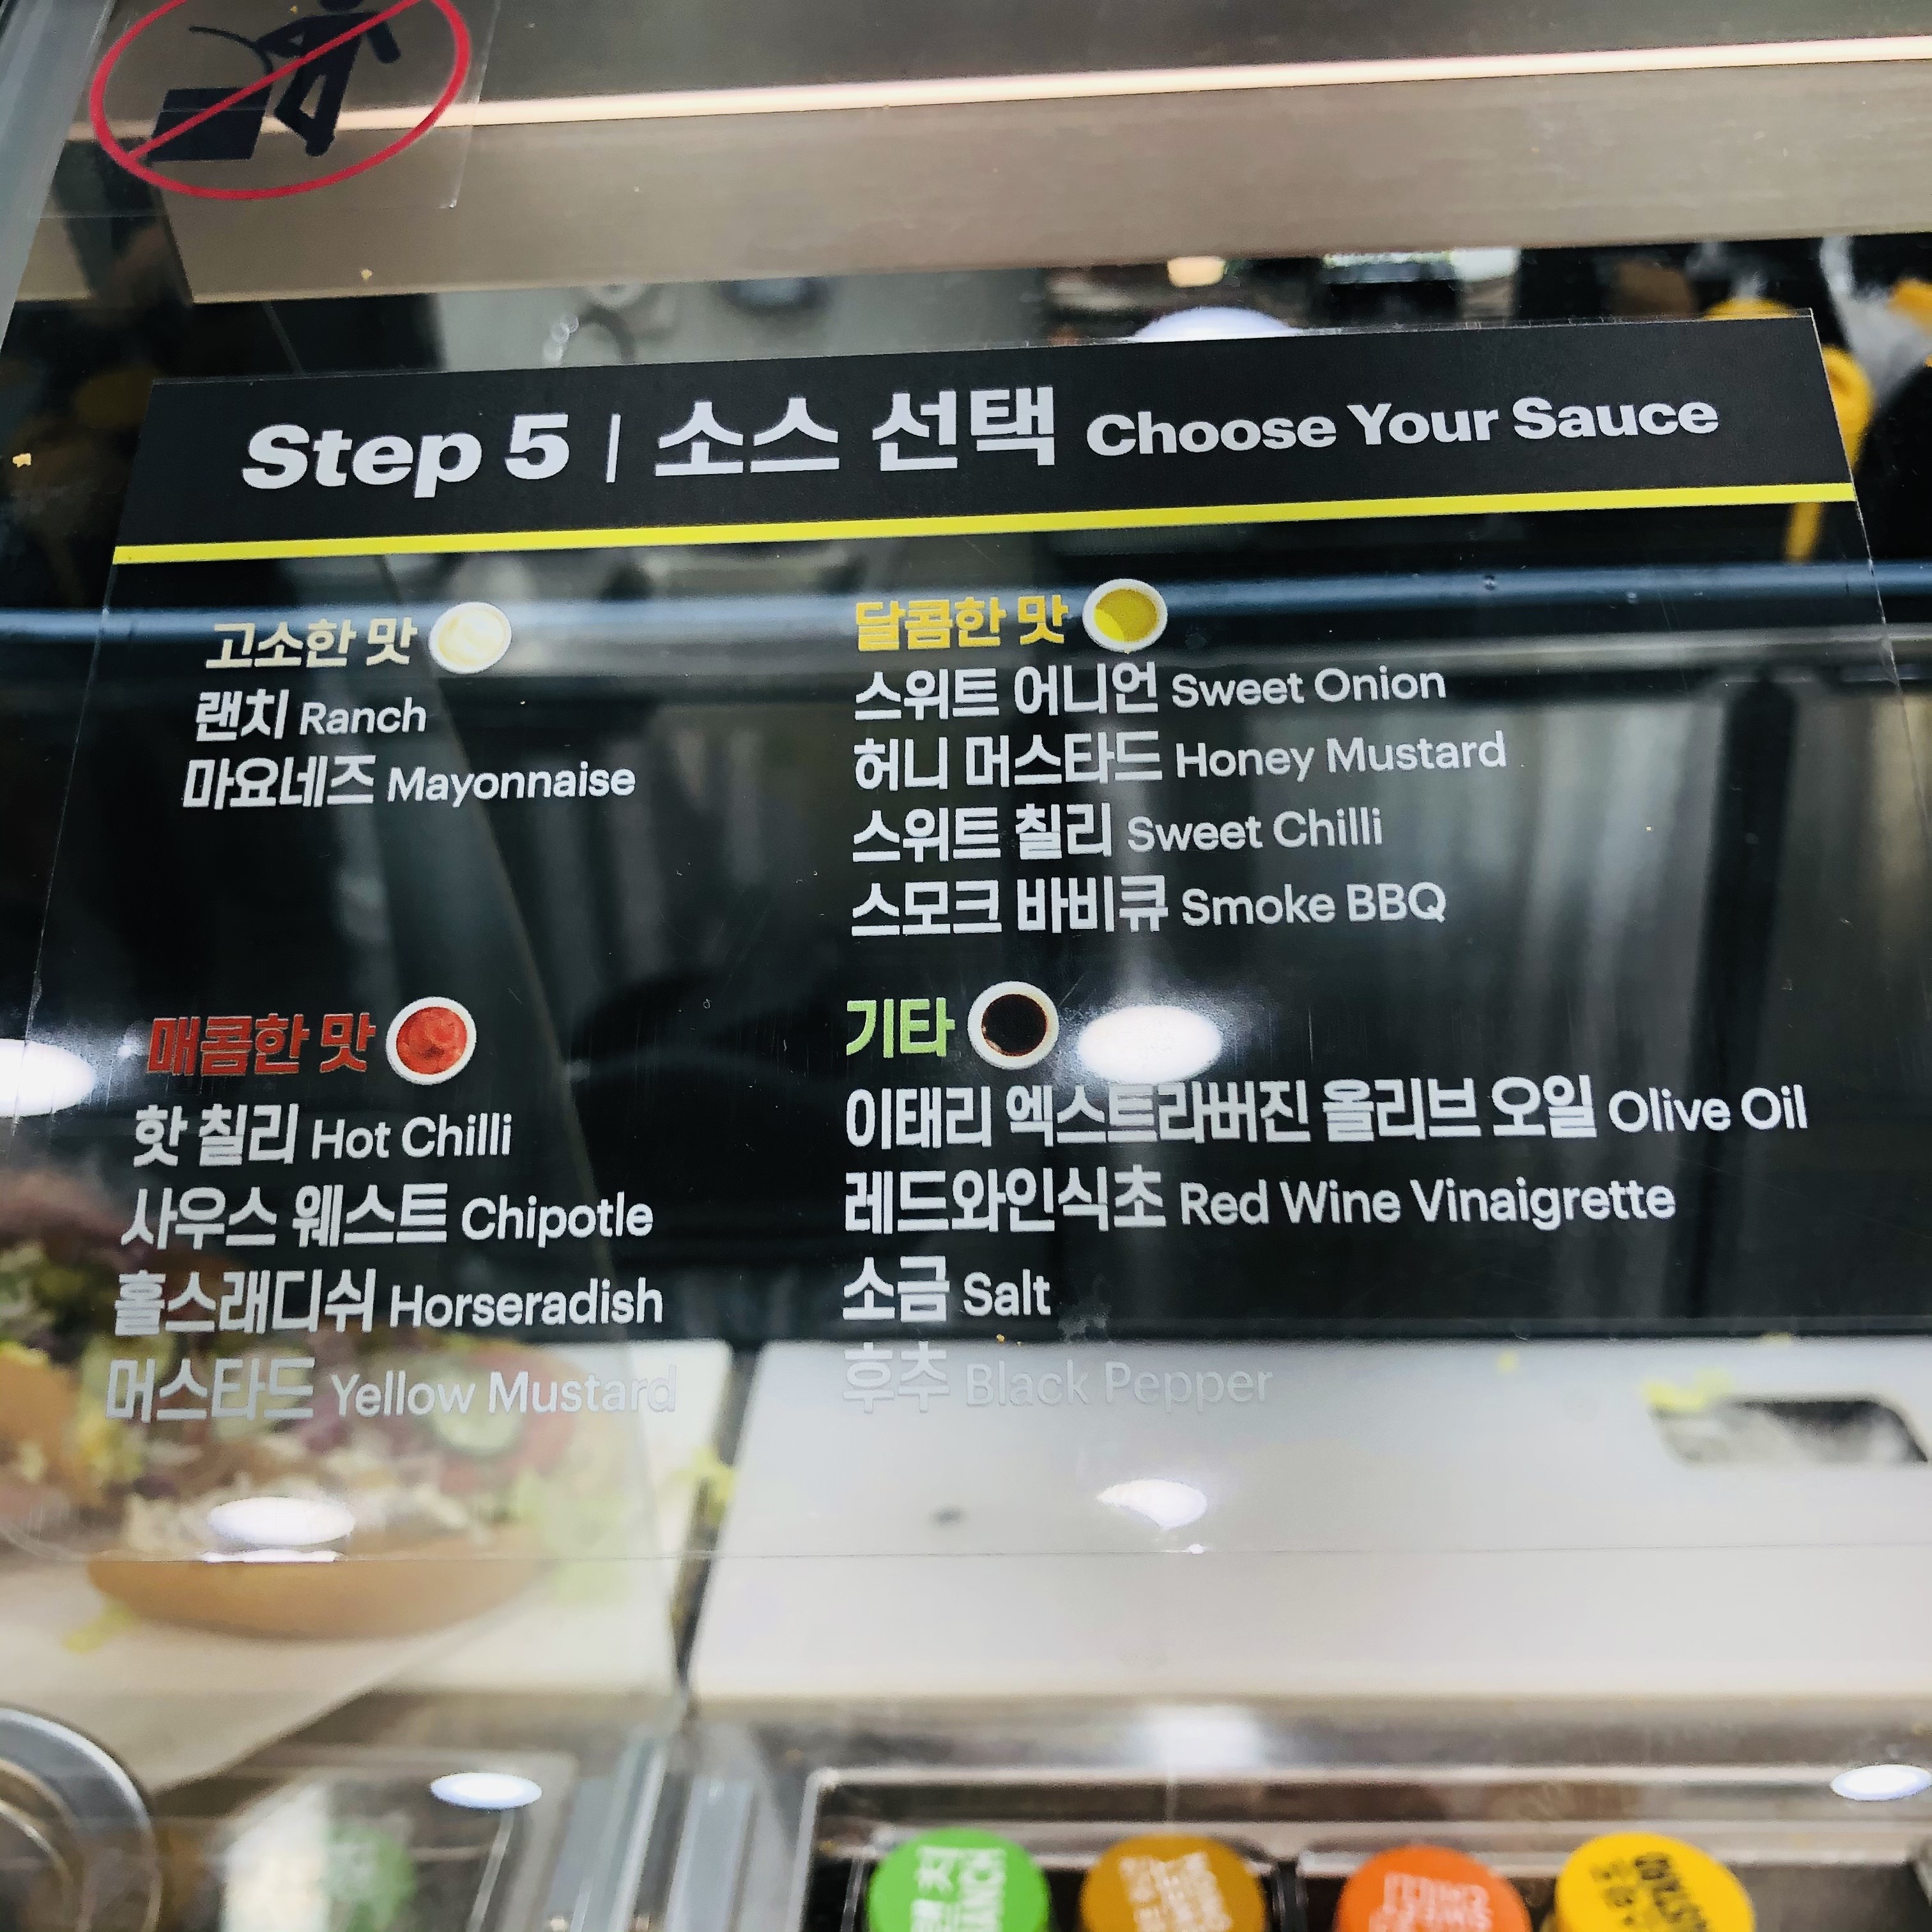 Step 5 | 소스 선택 Choose Your Sauce
고소한 맛
랜치 Ranch
마요네즈 Mayonnaise
달콤한 맛
스위트 어니언 Sweet Onion
허니 머스타드 Honey Mustard
스위트 칠리 Sweet Chilli
스모크 바비큐 Smoke BBQ
매콤한 맛
핫 칠리 Hot Chilli
사우스 웨스트 Chipotle
홀스래디쉬 Horseradish
머스타드 Yellow Mustard
기타
이태리 엑스트라버진 올리브 오일 Olive Oil
레드와인식초 Red Wine Vinaigrette
소금 Salt
후추 Black Pepper